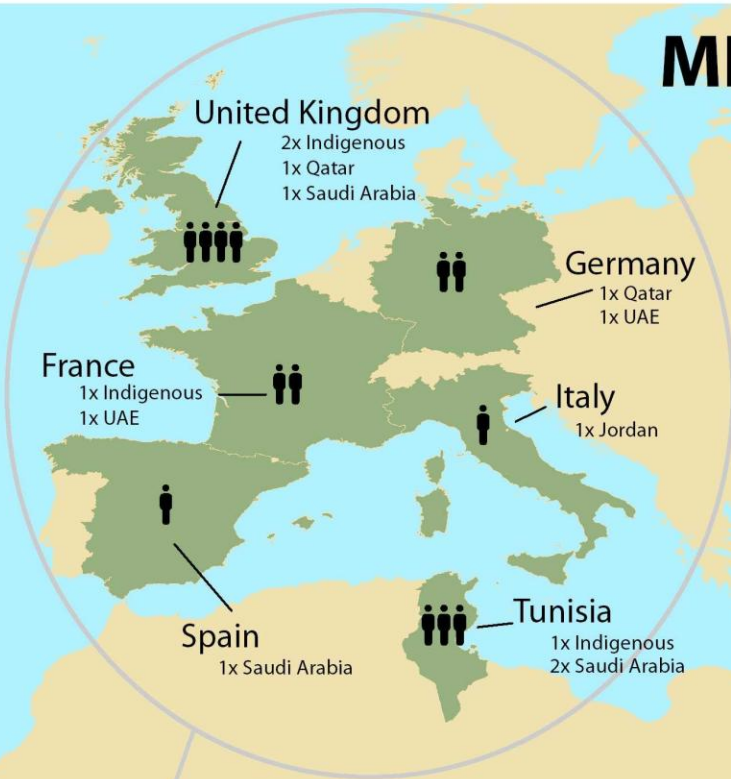 United Kingdom
2x Indigenous
1x Qatar
1x Saudi Arabia
Germany
1x Qatar
1x UAE
France
1x Indigenous
1x UAE
Italy
1x Jordan
Spain
1x Saudi Arabia
Tunisia
1x Indigenous
2x Saudi Arabia